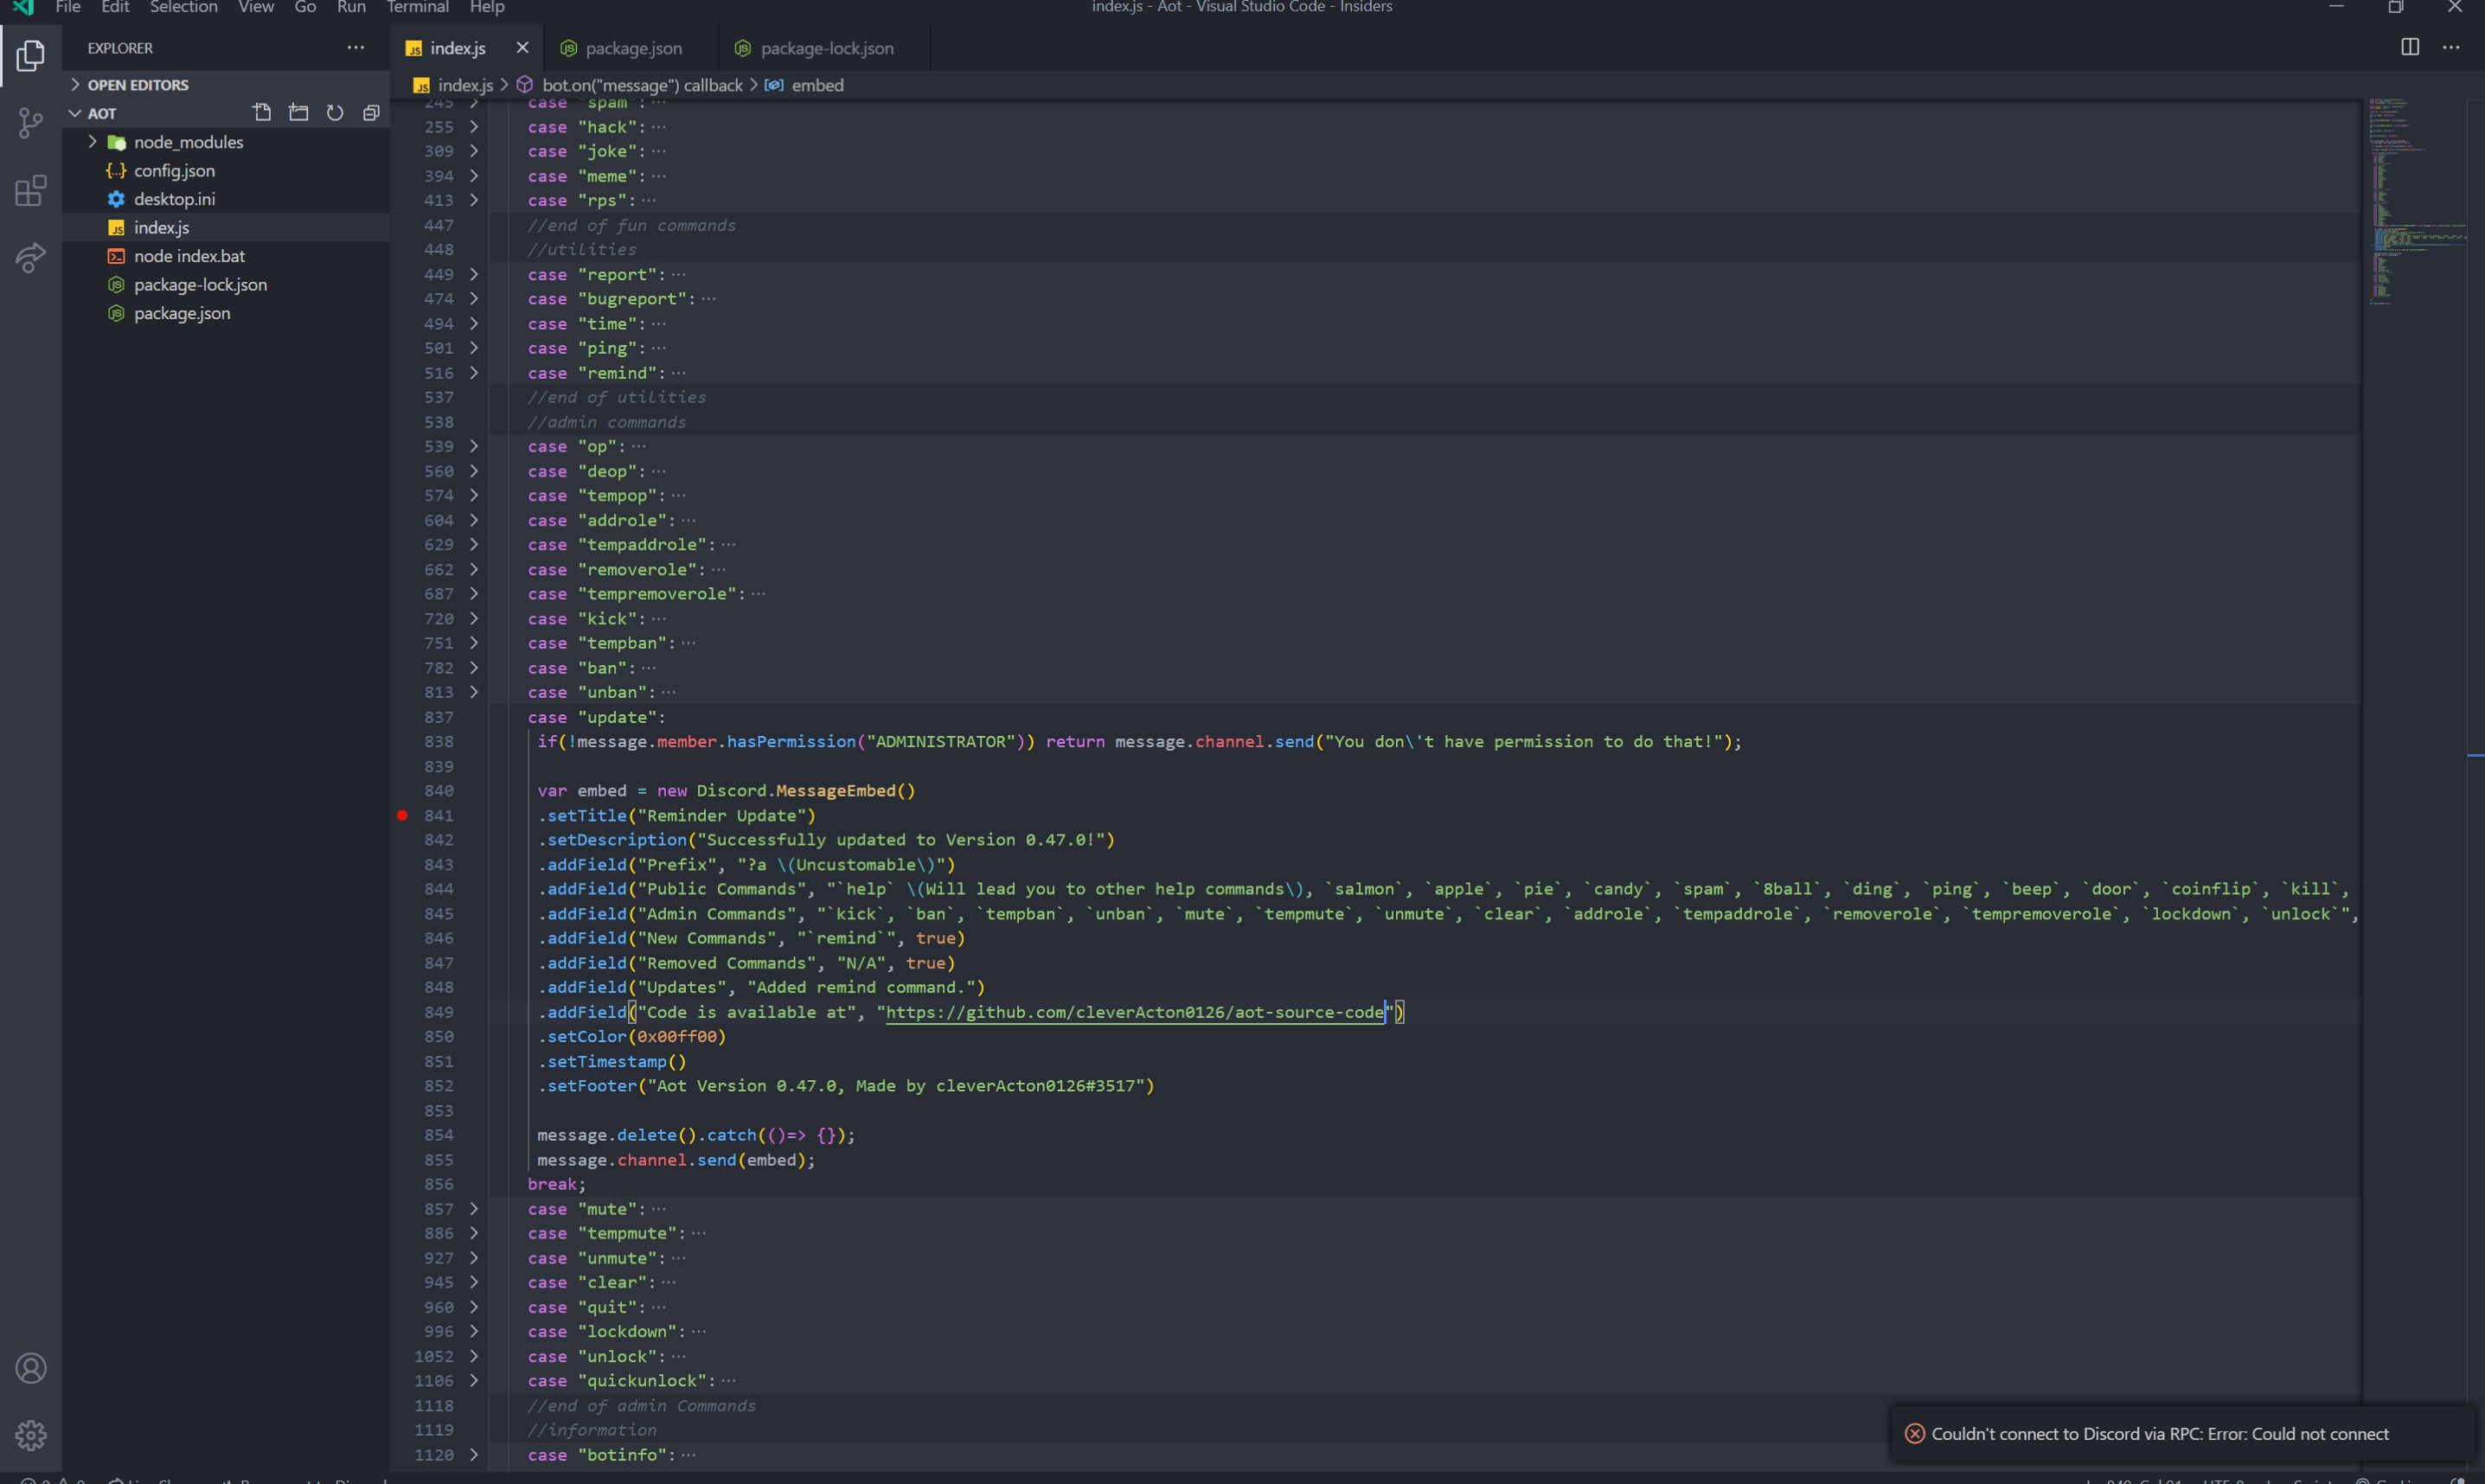 File Edit Selection View Go Run Terminal Help
index.js - Aot - Visual Studio Code - Insiders
EXPLORER
OPEN EDITORS
AOT
node_modules
config.json
desktop.ini
index.js
node index.bat
package-lock.json
package.json
index.js package.json package-lock.json
index.js > bot.on("message") callback > embed
245 case "spam":
255 case "hack":
309 case "joke":
394 case "meme":
413 case "rps":
447 //end of fun commands
448 //utilities
449 case "report":
474 case "bugreport":
494 case "time":
501 case "ping":
516 case "remind":
537 //end of utilities
538 //admin commands
539 case "op":
560 case "deop":
574 case "tempop":
604 case "addrole":
629 case "tempaddrole":
662 case "removerole":
687 case "tempremoverole":
720 case "kick":
751 case "tempban":
782 case "ban":
813 case "unban":
837 case "update":
838 if(!message.member.hasPermission("ADMINISTRATOR")) return message.channel.send("You don\'t have permission to do that!");
839
840 var embed = new Discord.MessageEmbed()
841 .setTitle("Reminder Update")
842 .setDescription("Successfully updated to Version 0.47.0!")
843 .addField("Prefix", "?a \(Uncustomable\)")
844 .addField("Public Commands", "`help` \(Will lead you to other help commands\), `salmon`, `apple`, `pie`, `candy`, `spam`, `8ball`, `ding`, `ping`, `beep`, `door`, `coinflip`, `kill`,
845 .addField("Admin Commands", "`kick`, `ban`, `tempban`, `unban`, `mute`, `tempmute`, `unmute`, `clear`, `addrole`, `tempaddrole`, `removerole`, `tempremoverole`, `lockdown`, `unlock`",
846 .addField("New Commands", "`remind`", true)
847 .addField("Removed Commands", "N/A", true)
848 .addField("Updates", "Added remind command.")
849 .addField("Code is available at", "https://github.com/cleverActon0126/aot-source-code")
850 .setColor(0x00ff00)
851 .setTimestamp()
852 .setFooter("Aot Version 0.47.0, Made by cleverActon0126#3517")
853
854 message.delete().catch(()=> {});
855 message.channel.send(embed);
856 break;
857 case "mute":
886 case "tempmute":
927 case "unmute":
945 case "clear":
960 case "quit":
996 case "lockdown":
1052 case "unlock":
1106 case "quickunlock":
1118 //end of admin Commands
1119 //information
1120 case "botinfo":
Couldn't connect to Discord via RPC: Error: Could not connect